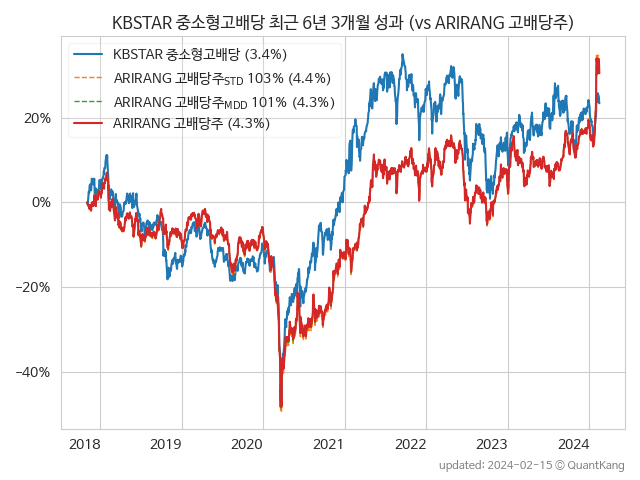 KBSTAR 중소형고배당 최근 6년 3개월 성과 (vs ARIRANG 고배당주)
KBSTAR 중소형고배당 (3.4%)
ARIRANG 고배당주STD 103% (4.4%)
ARIRANG 고배당주MDD 101% (4.3%)
ARIRANG 고배당주 (4.3%)
20%
0%
−20%
−40%
2018 2019 2020 2021 2022 2023 2024
updated: 2024-02-15 © QuantKang